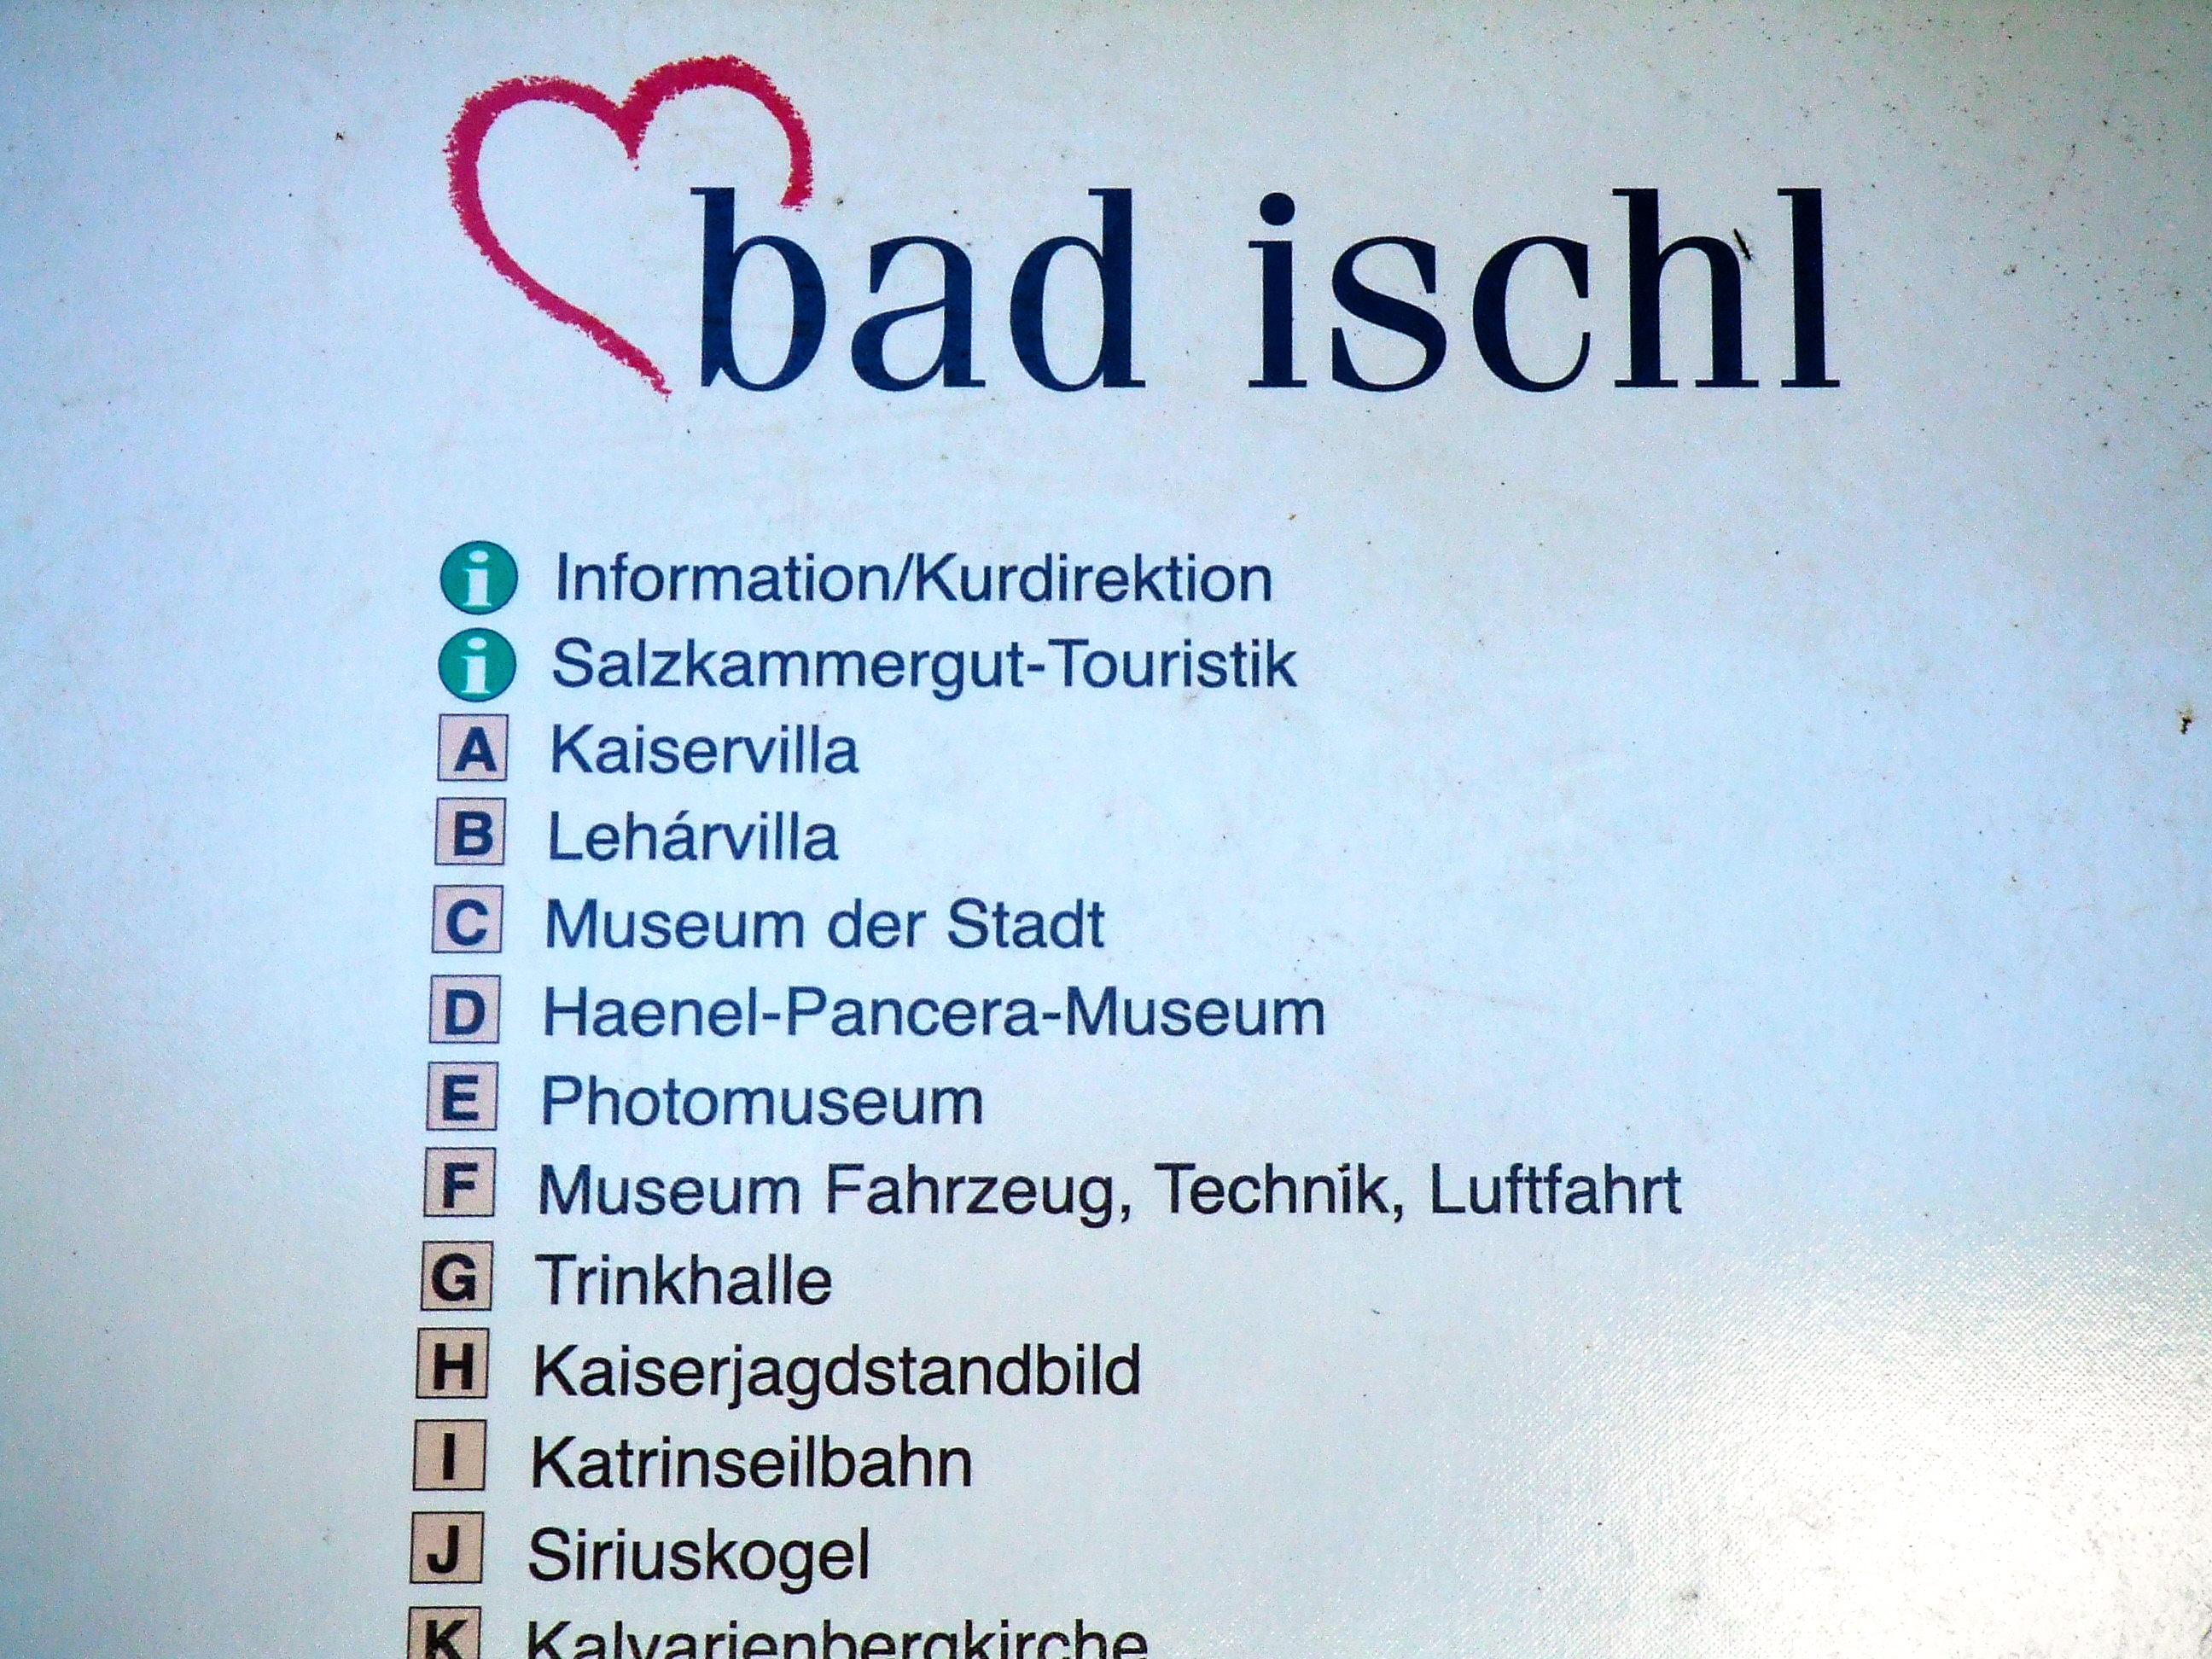 bad ischl
i Information/Kurdirektion
i Salzkammergut-Touristik
A Kaiservilla
B Lehárvilla
C Museum der Stadt
D Haenel-Pancera-Museum
E Photomuseum
F Museum Fahrzeug, Technik, Luftfahrt
G Trinkhalle
H Kaiserjagdstandbild
I Katrinseilbahn
J Siriuskogel
K Kalvarienbergkirche